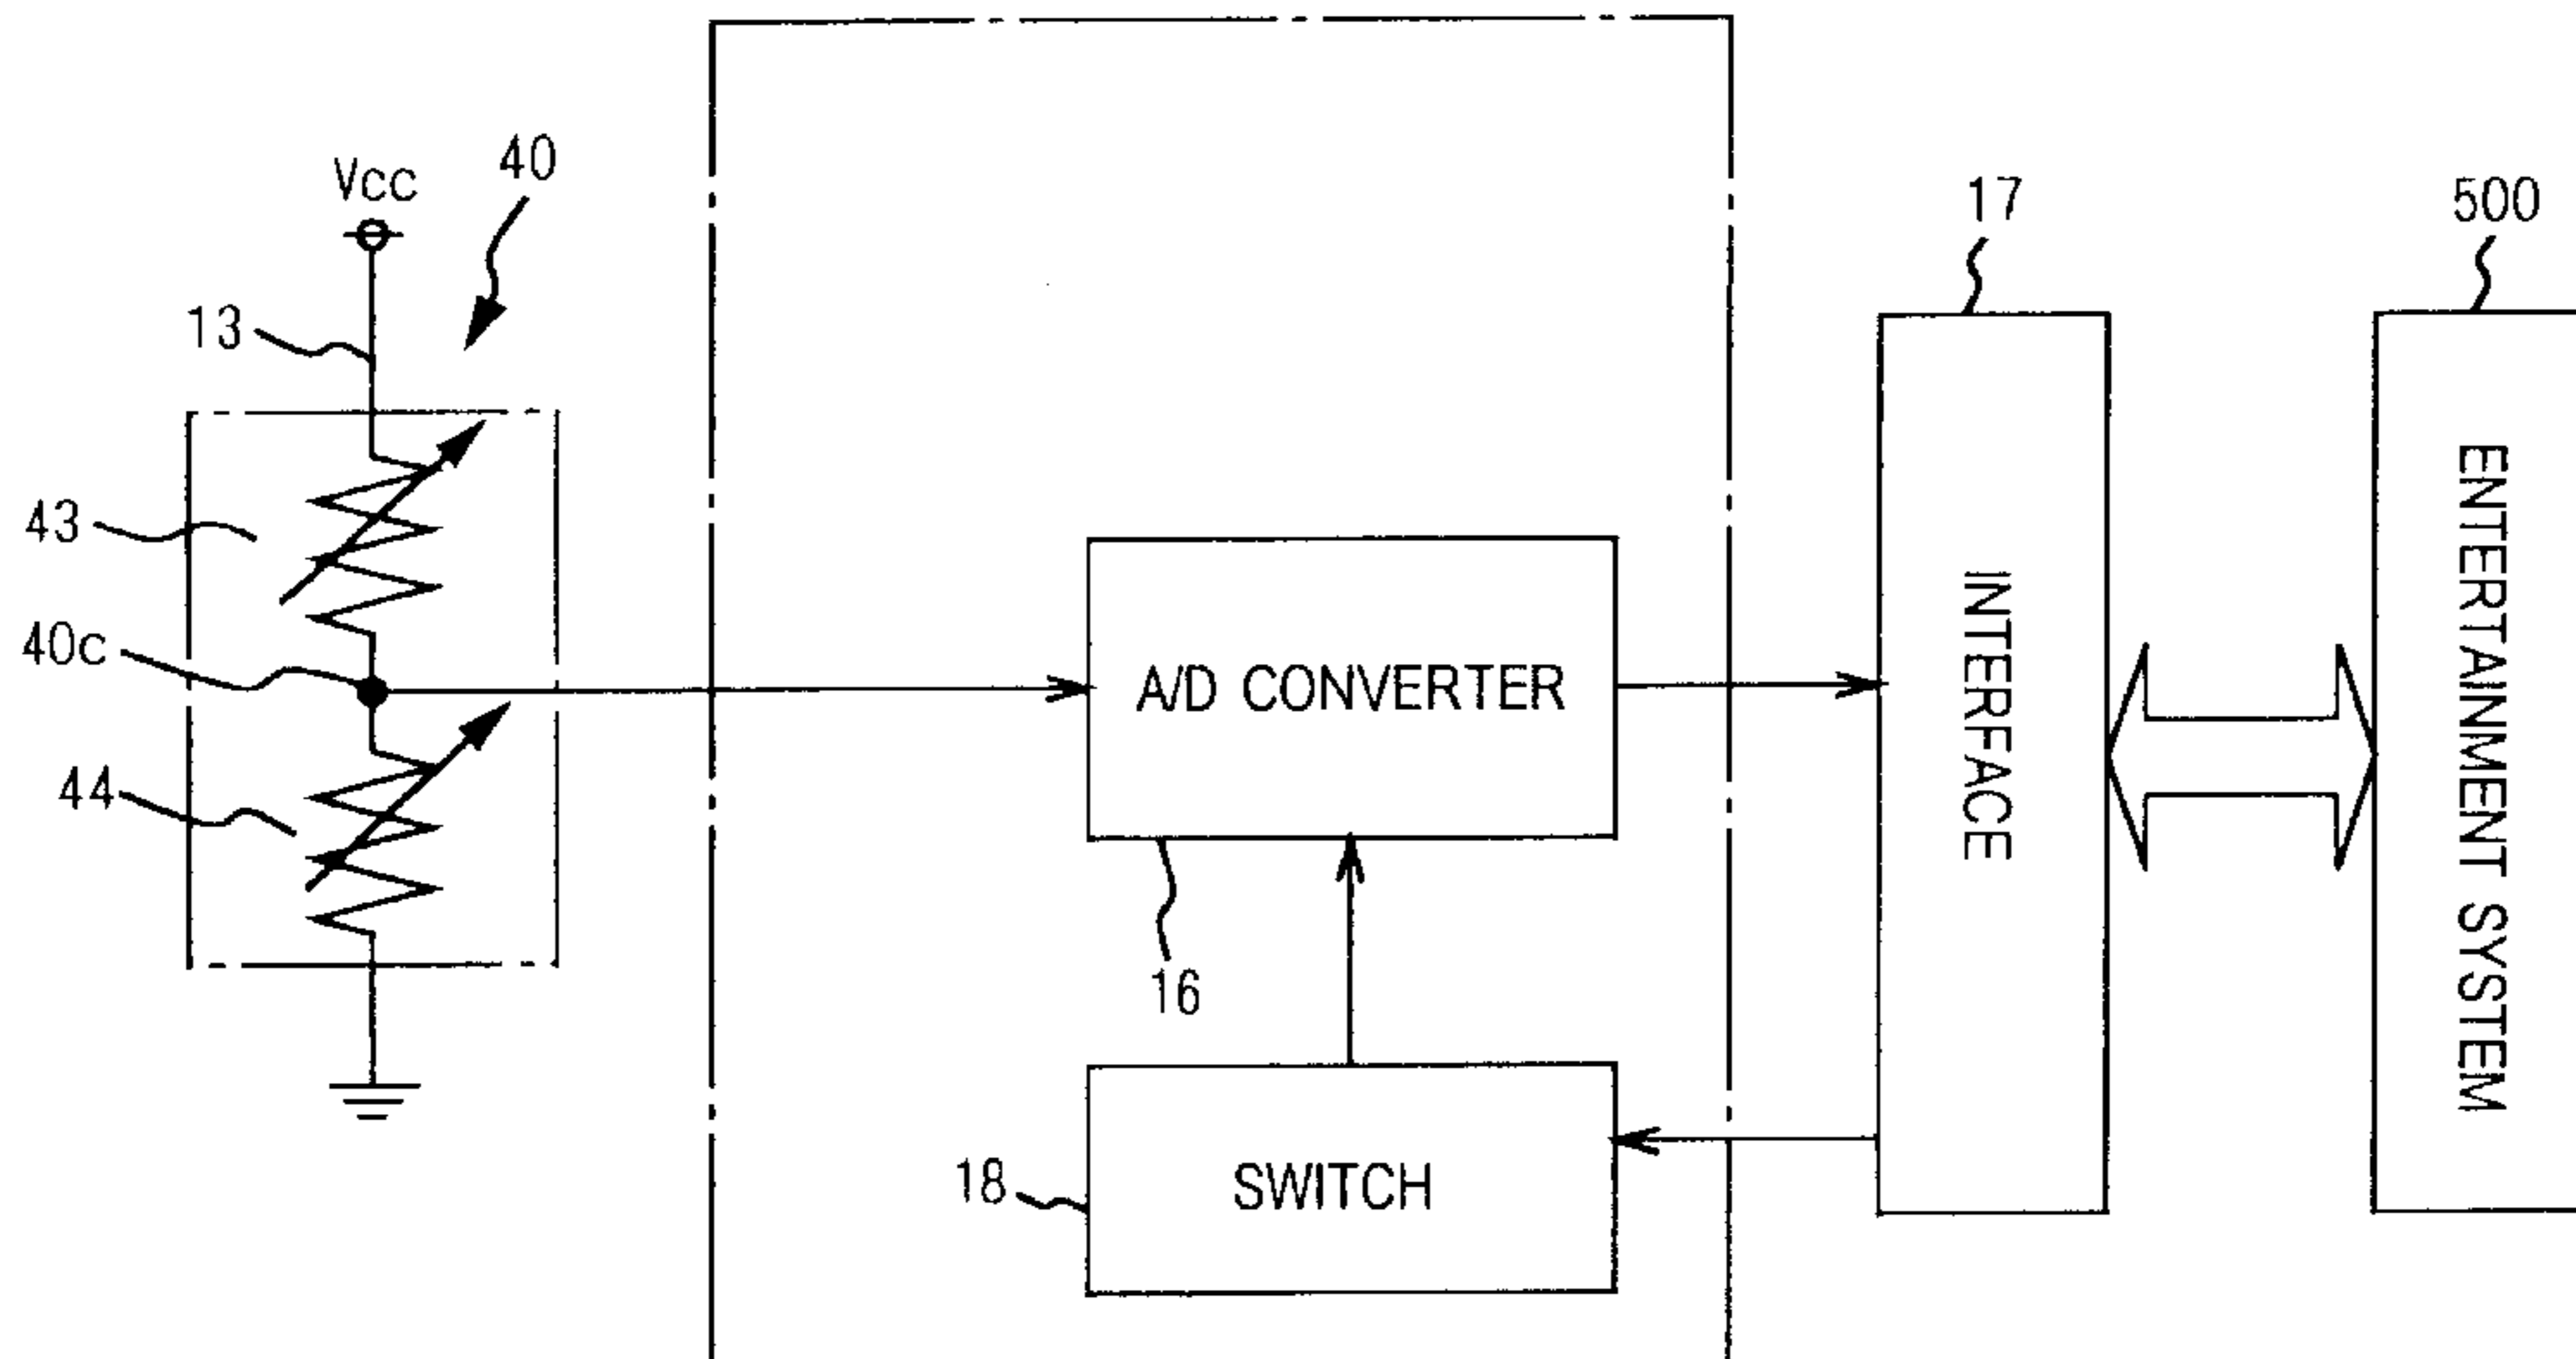 Vcc
40
13
43
40c
44
A/D CONVERTER
16
SWITCH
18
17
INTERFACE
500
ENTERTAINMENT SYSTEM